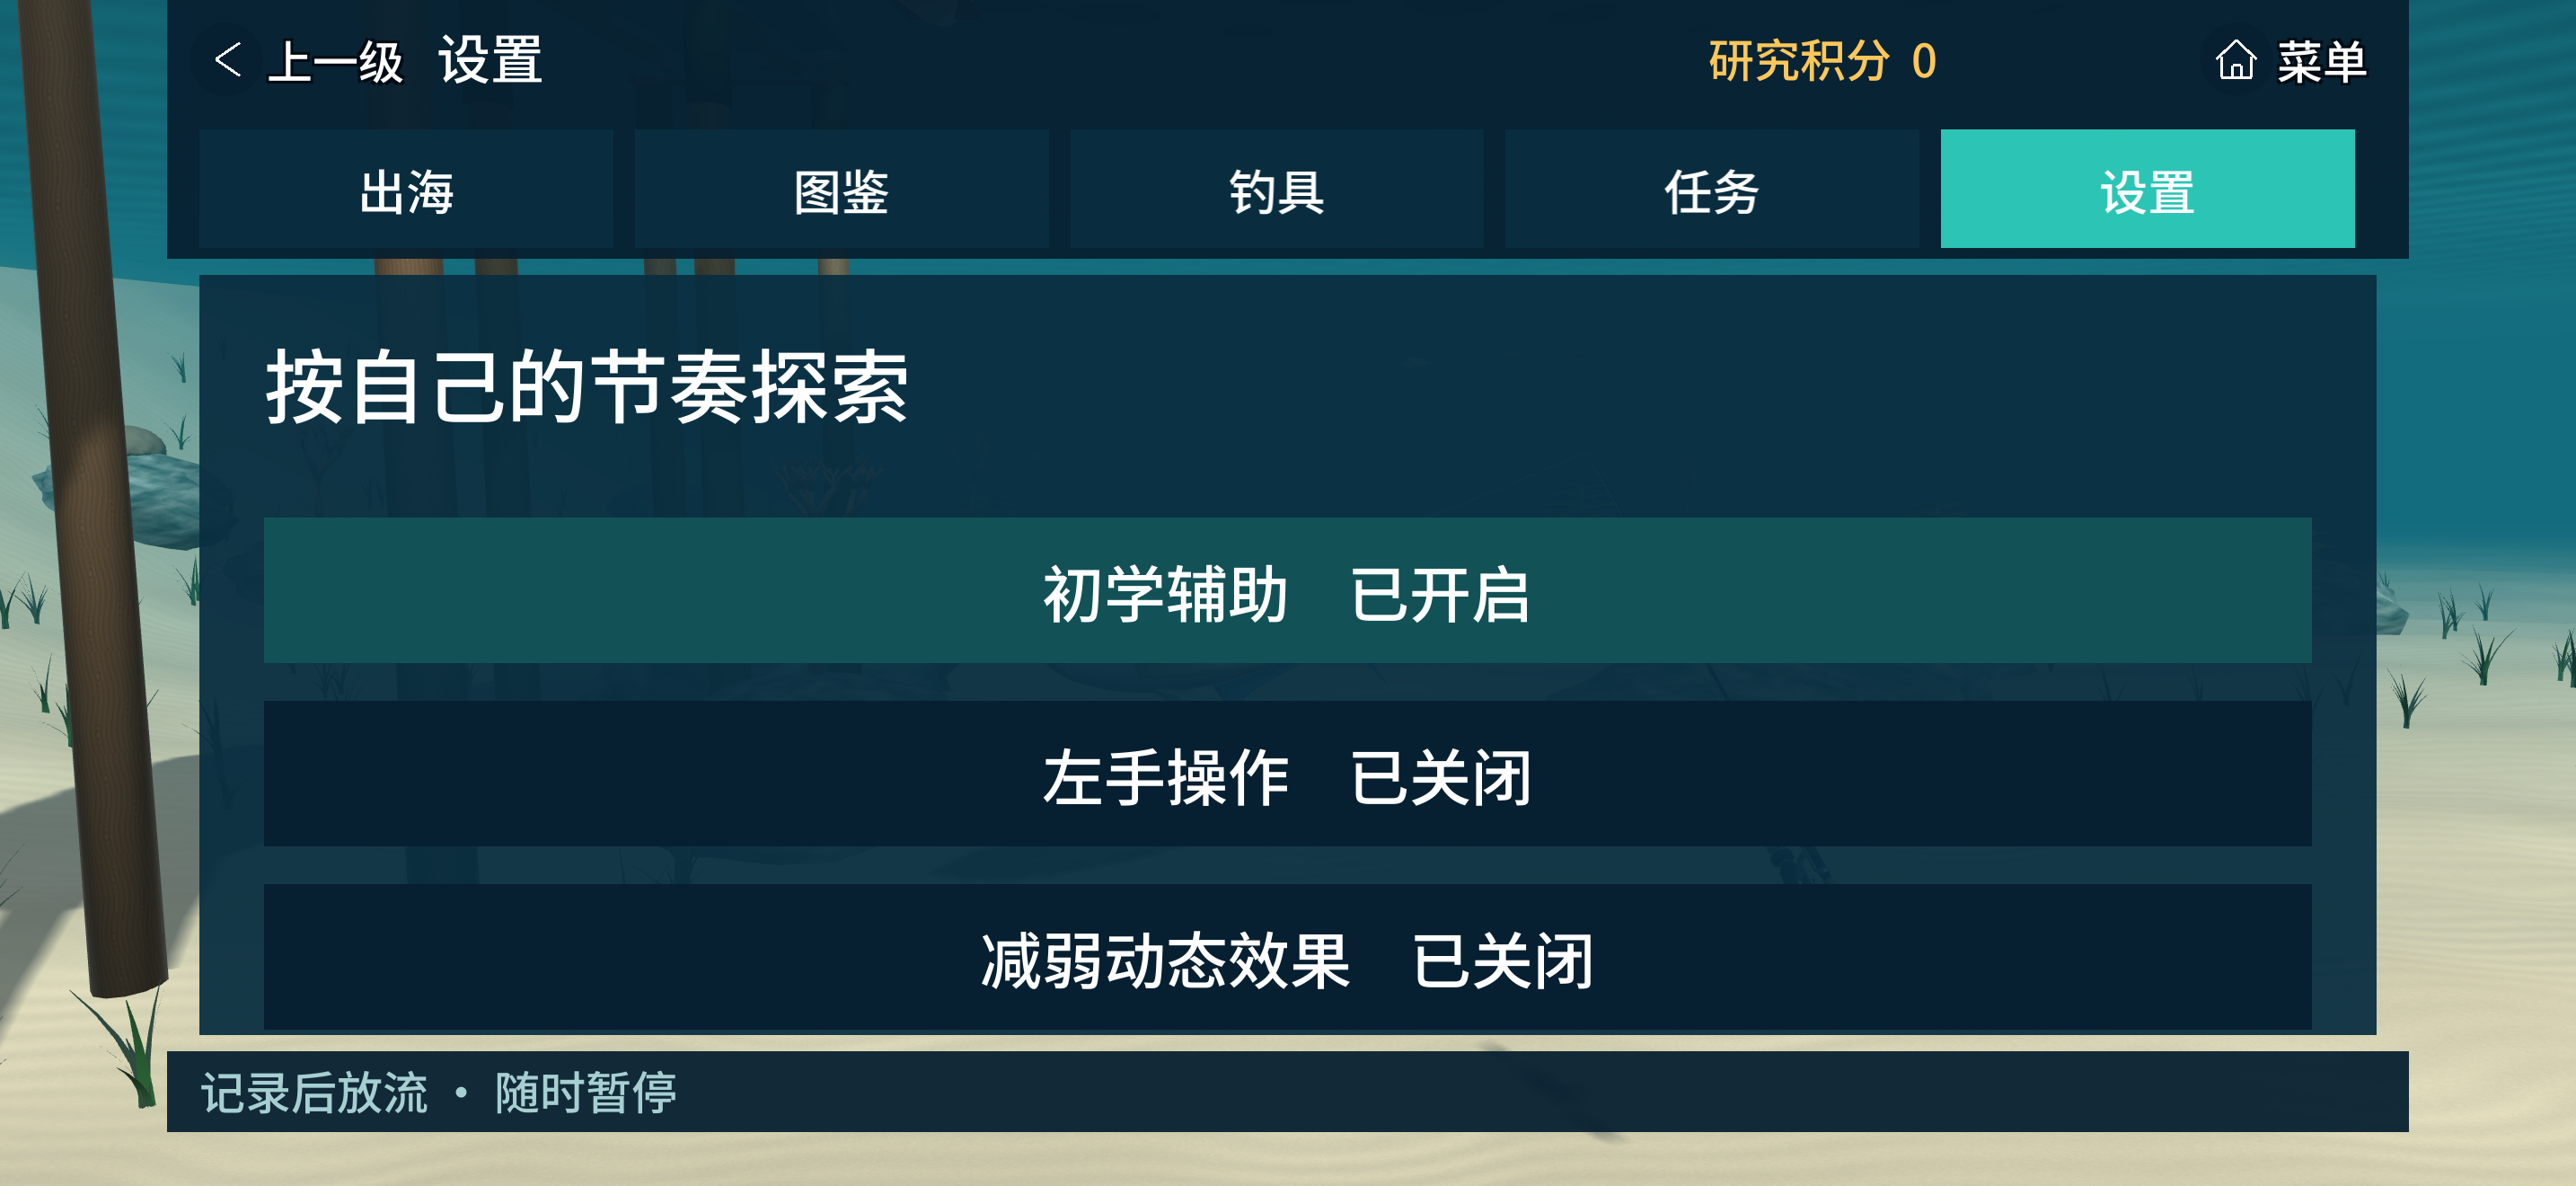 上一级 设置 研究积分 0 菜单
出海 图鉴 钓具 任务 设置
按自己的节奏探索
初学辅助 已开启
左手操作 已关闭
减弱动态效果 已关闭
记录后放流 · 随时暂停